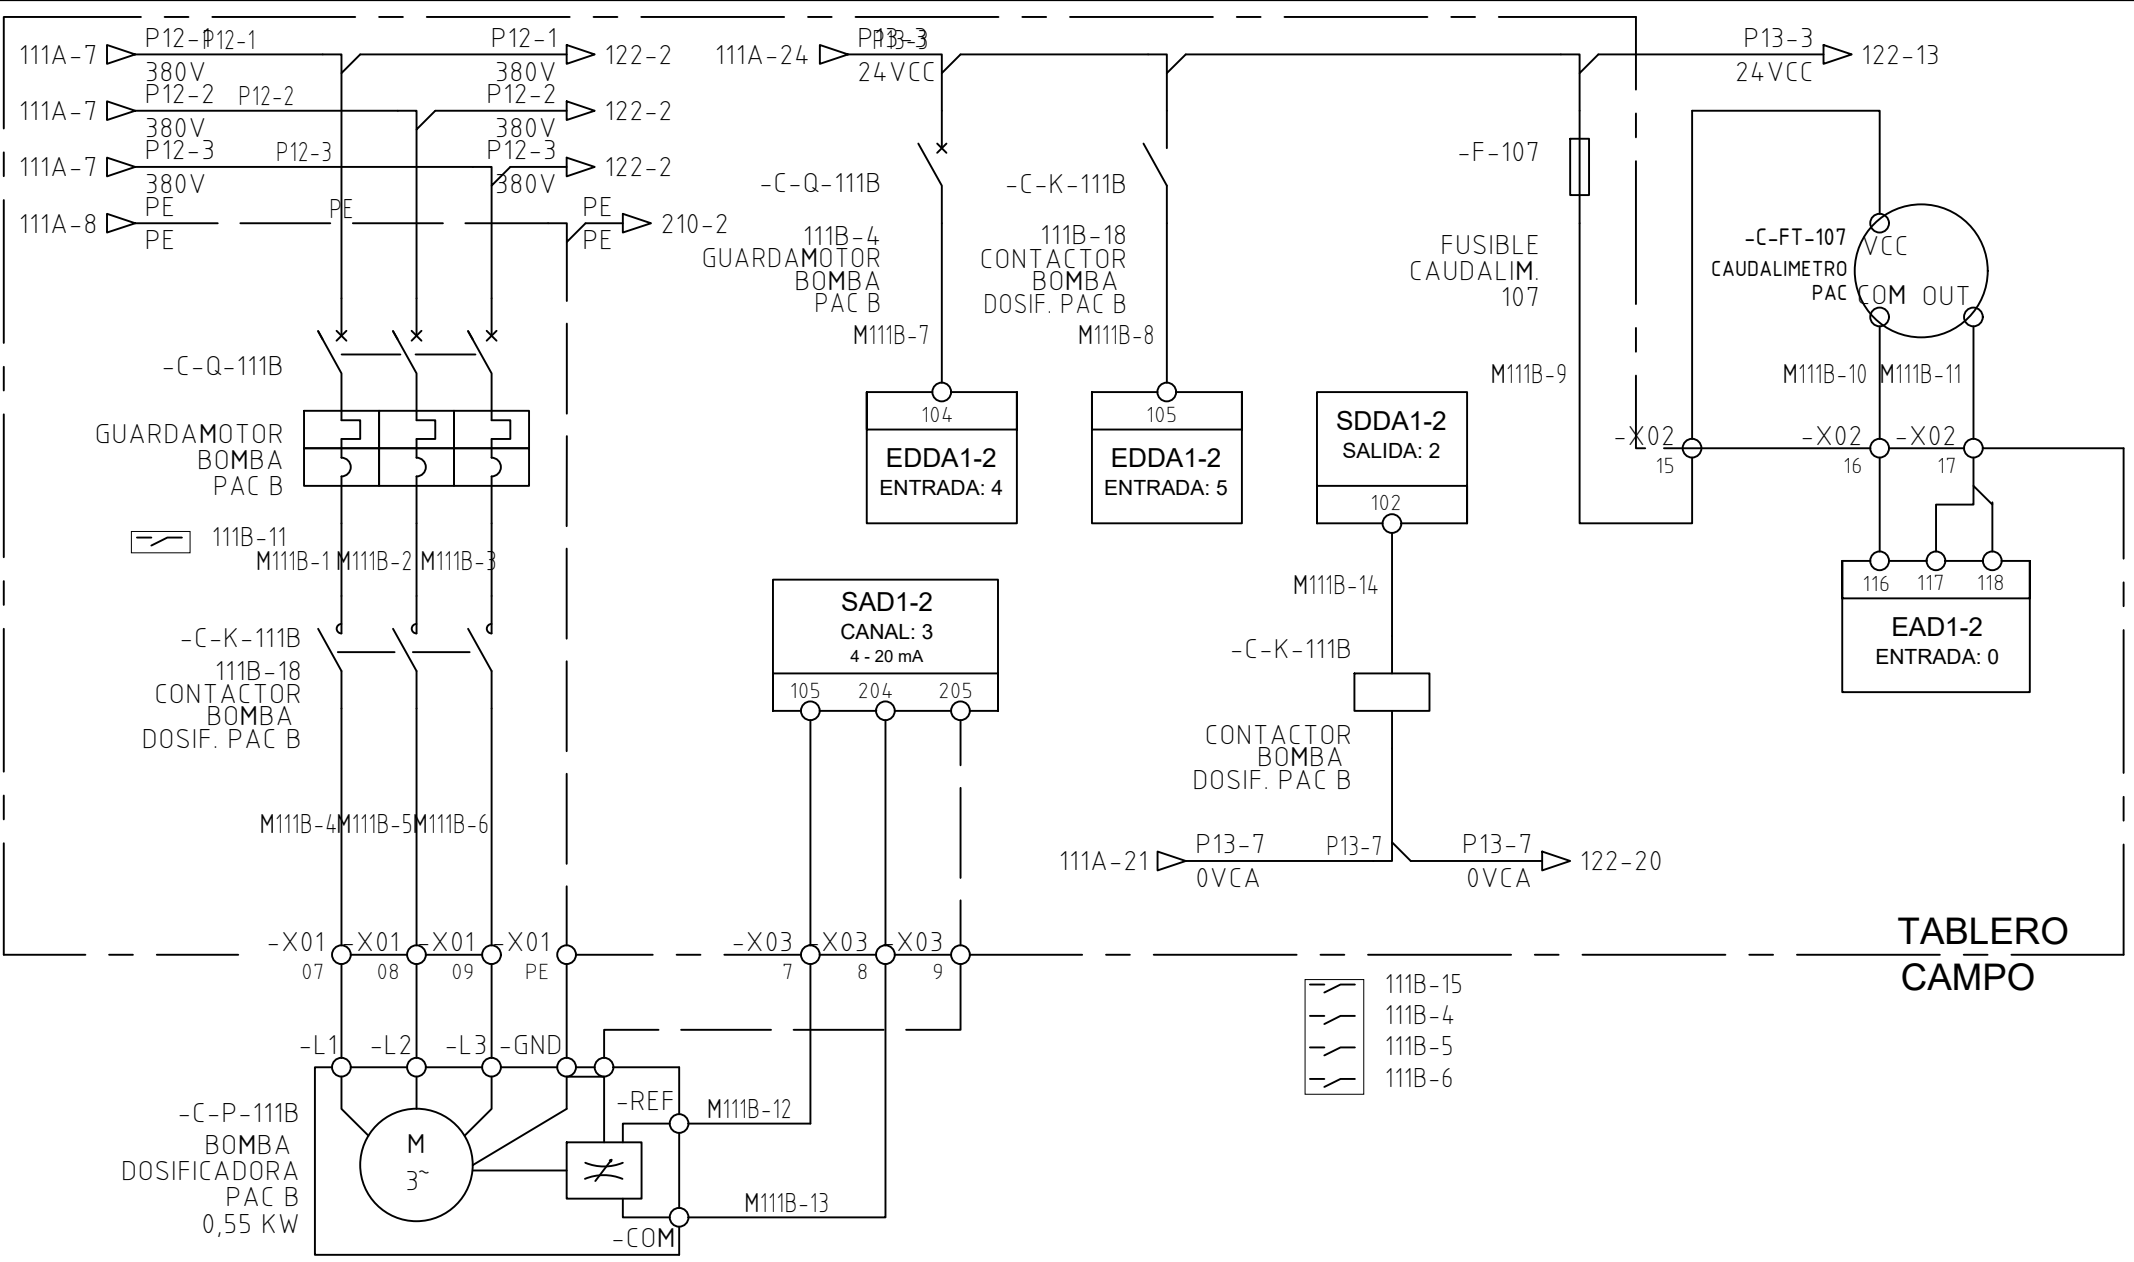 111A-7
P12-1
P12-1
380V
P12-1
380V
122-2
111A-7
P12-2
380V
P12-2
P12-2
380V
122-2
111A-7
P12-3
380V
P12-3
P12-3
380V
122-2
111A-8
PE
PE
PE
PE
PE
210-2
-C-Q-111B
GUARDAMOTOR
BOMBA
PAC B
111B-11
M111B-1
M111B-2
M111B-3
-C-K-111B
111B-18
CONTACTOR
BOMBA
DOSIF. PAC B
M111B-4
M111B-5
M111B-6
-X01
07
-X01
08
-X01
09
-X01
PE
-L1
-L2
-L3
-GND
-C-P-111B
BOMBA
DOSIFICADORA
PAC B
0,55 KW
M
3~
-REF
-COM
M111B-12
M111B-13
111A-24
P13-3
P13-3
24VCC
-C-Q-111B
111B-4
GUARDAMOTOR
BOMBA
PAC B
M111B-7
104
EDDA1-2
ENTRADA: 4
-C-K-111B
111B-18
CONTACTOR
BOMBA
DOSIF. PAC B
M111B-8
105
EDDA1-2
ENTRADA: 5
SAD1-2
CANAL: 3
4 - 20 mA
105
204
205
-X03
7
-X03
8
-X03
9
SDDA1-2
SALIDA: 2
102
M111B-14
-C-K-111B
CONTACTOR
BOMBA
DOSIF. PAC B
111A-21
P13-7
0VCA
P13-7
P13-7
0VCA
122-20
111B-15
111B-4
111B-5
111B-6
P13-3
24VCC
122-13
-F-107
FUSIBLE
CAUDALIM.
107
M111B-9
-C-FT-107
CAUDALIMETRO
PAC
VCC
COM
OUT
M111B-10
M111B-11
-X02
15
-X02
16
-X02
17
116
117
118
EAD1-2
ENTRADA: 0
TABLERO
CAMPO